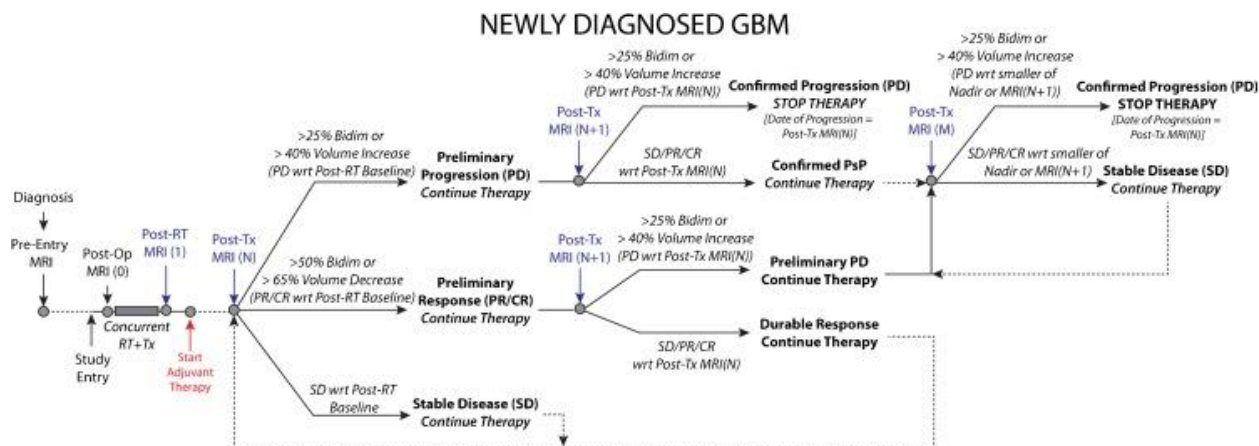 NEWLY DIAGNOSED GBM
Diagnosis
Pre-Entry
MRI
Post-Op
MRI (0)
Study
Entry
Concurrent
RT+Tx
Post-RT
MRI (1)
Start
Adjuvant
Therapy
Post-Tx
MRI (N)
>25% Bidim or
> 40% Volume Increase
(PD wrt Post-RT Baseline)
Preliminary
Progression (PD)
Continue Therapy
>50% Bidim or
> 65% Volume Decrease
(PR/CR wrt Post-RT Baseline)
Preliminary
Response (PR/CR)
Continue Therapy
SD wrt Post-RT
Baseline
Stable Disease (SD)
Continue Therapy
Post-Tx
MRI (N+1)
>25% Bidim or
> 40% Volume Increase
(PD wrt Post-Tx MRI(N))
Confirmed Progression (PD)
STOP THERAPY
[Date of Progression =
Post-Tx MRI(N)]
SD/PR/CR
wrt Post-Tx MRI(N)
Confirmed PsP
Continue Therapy
Post-Tx
MRI (N+1)
>25% Bidim or
> 40% Volume Increase
(PD wrt Post-Tx MRI(N))
Preliminary PD
Continue Therapy
SD/PR/CR
wrt Post-Tx MRI(N)
Durable Response
Continue Therapy
Post-Tx
MRI (M)
>25% Bidim or
> 40% Volume Increase
(PD wrt smaller of
Nadir or MRI(N+1))
Confirmed Progression (PD)
STOP THERAPY
[Date of Progression =
Post-Tx MRI(N)]
SD/PR/CR wrt smaller of
Nadir or MRI(N+1)
Stable Disease (SD)
Continue Therapy